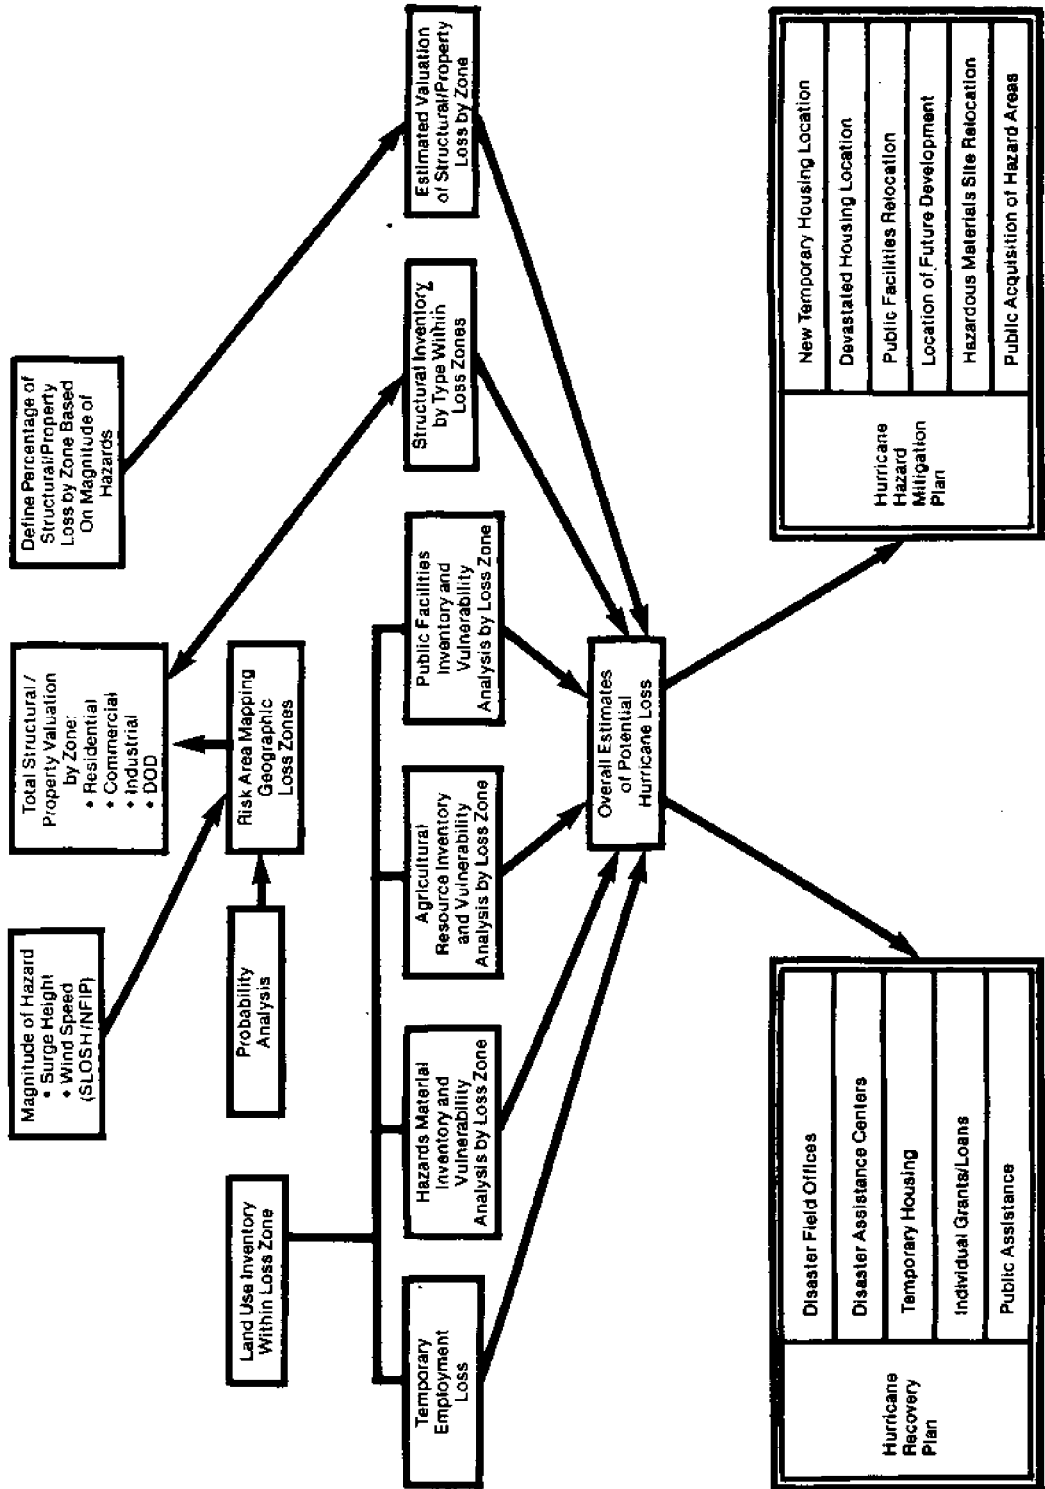 Magnitude of Hazard
• Surge Height
• Wind Speed
(SLOSH/NFIP)
Total Structural/
Property Valuation
by Zone:
• Residential
• Commercial
• Industrial
• DOD
Define Percentage of
Structural/Property
Loss by Zone Based
On Magnitude of
Hazards
Land Use Inventory
Within Loss Zone
Probability
Analysis
Risk Area Mapping
Geographic
Loss Zones
Temporary
Employment
Loss
Hazards Material
Inventory and
Vulnerability
Analysis by Loss Zone
Agricultural
Resource Inventory
and Vulnerability
Analysis by Loss Zone
Public Facilities
Inventory and
Vulnerability
Analysis by Loss Zone
Structural Inventory
by Type Within
Loss Zones
Estimated Valuation
of Structural/Property
Loss by Zone
Overall Estimates
of Potential
Hurricane Loss
Hurricane
Recovery
Plan
Disaster Field Offices
Disaster Assistance Centers
Temporary Housing
Individual Grants/Loans
Public Assistance
Hurricane
Hazard
Mitigation
Plan
New Temporary Housing Location
Devastated Housing Location
Public Facilities Relocation
Location of Future Development
Hazardous Materials Site Relocation
Public Acquisition of Hazard Areas